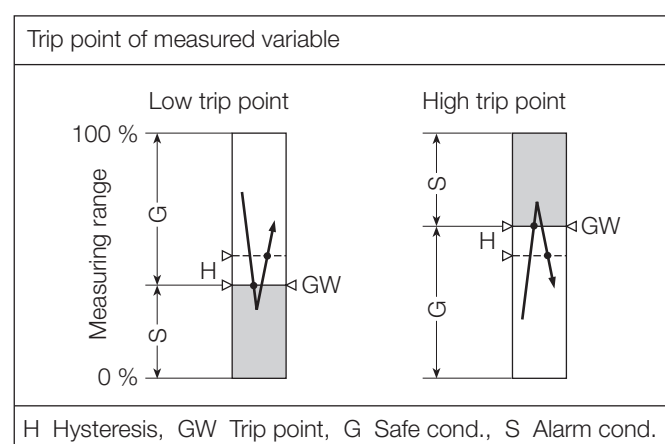 Trip point of measured variable
Low trip point
High trip point
100 %
Measuring range
0 %
G
S
H
GW
S
G
H
GW
H Hysteresis, GW Trip point, G Safe cond., S Alarm cond.